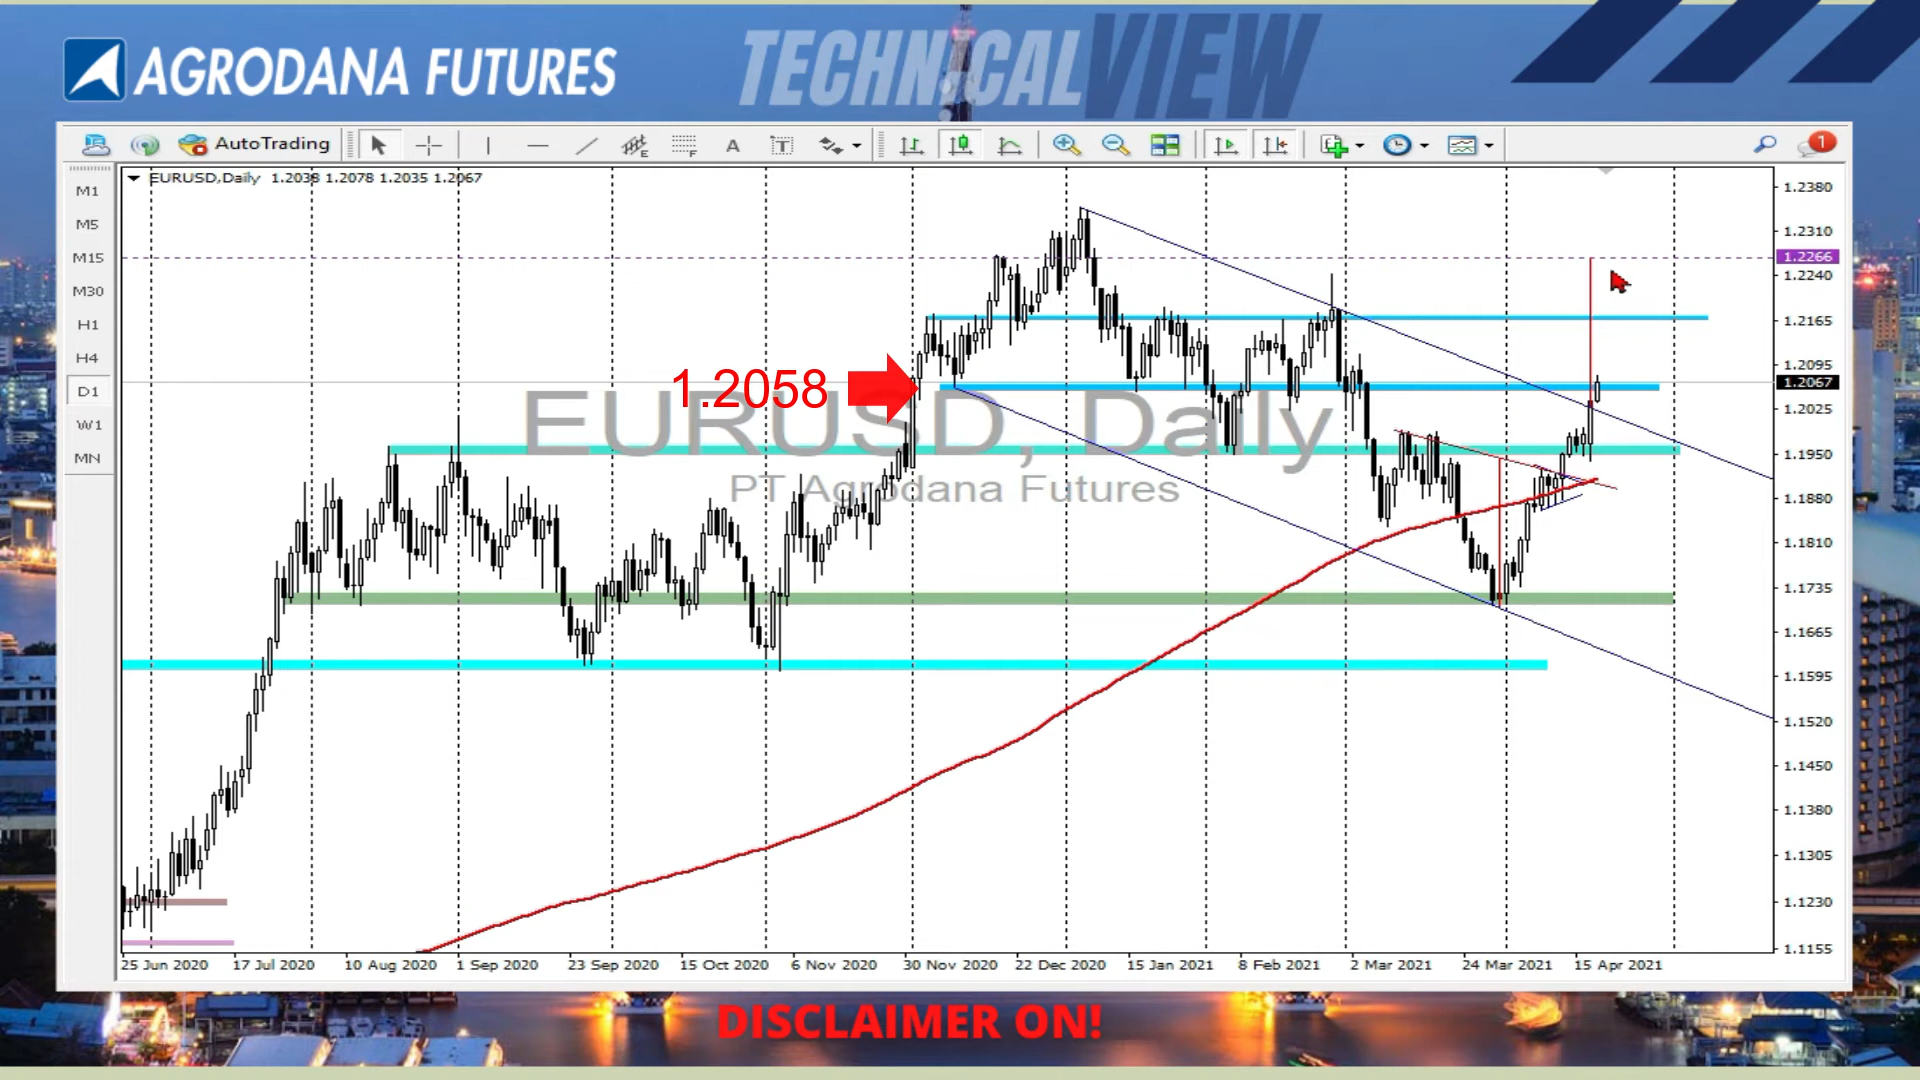 AGRODANA FUTURES
TECHNICAL VIEW
AutoTrading
E
F
A
T
1
M1
M5
M15
M30
H1
H4
D1
W1
MN
EURUSD,Daily 1.2038 1.2078 1.2035 1.2067
1.2058
EURUSD, Daily
PT Agrodana Futures
1.2380
1.2310
1.2266
1.2240
1.2165
1.2095
1.2067
1.2025
1.1950
1.1880
1.1810
1.1735
1.1665
1.1595
1.1520
1.1450
1.1380
1.1305
1.1230
1.1155
25 Jun 2020 17 Jul 2020 10 Aug 2020 1 Sep 2020 23 Sep 2020 15 Oct 2020 6 Nov 2020 30 Nov 2020 22 Dec 2020 15 Jan 2021 8 Feb 2021 2 Mar 2021 24 Mar 2021 15 Apr 2021
DISCLAIMER ON!